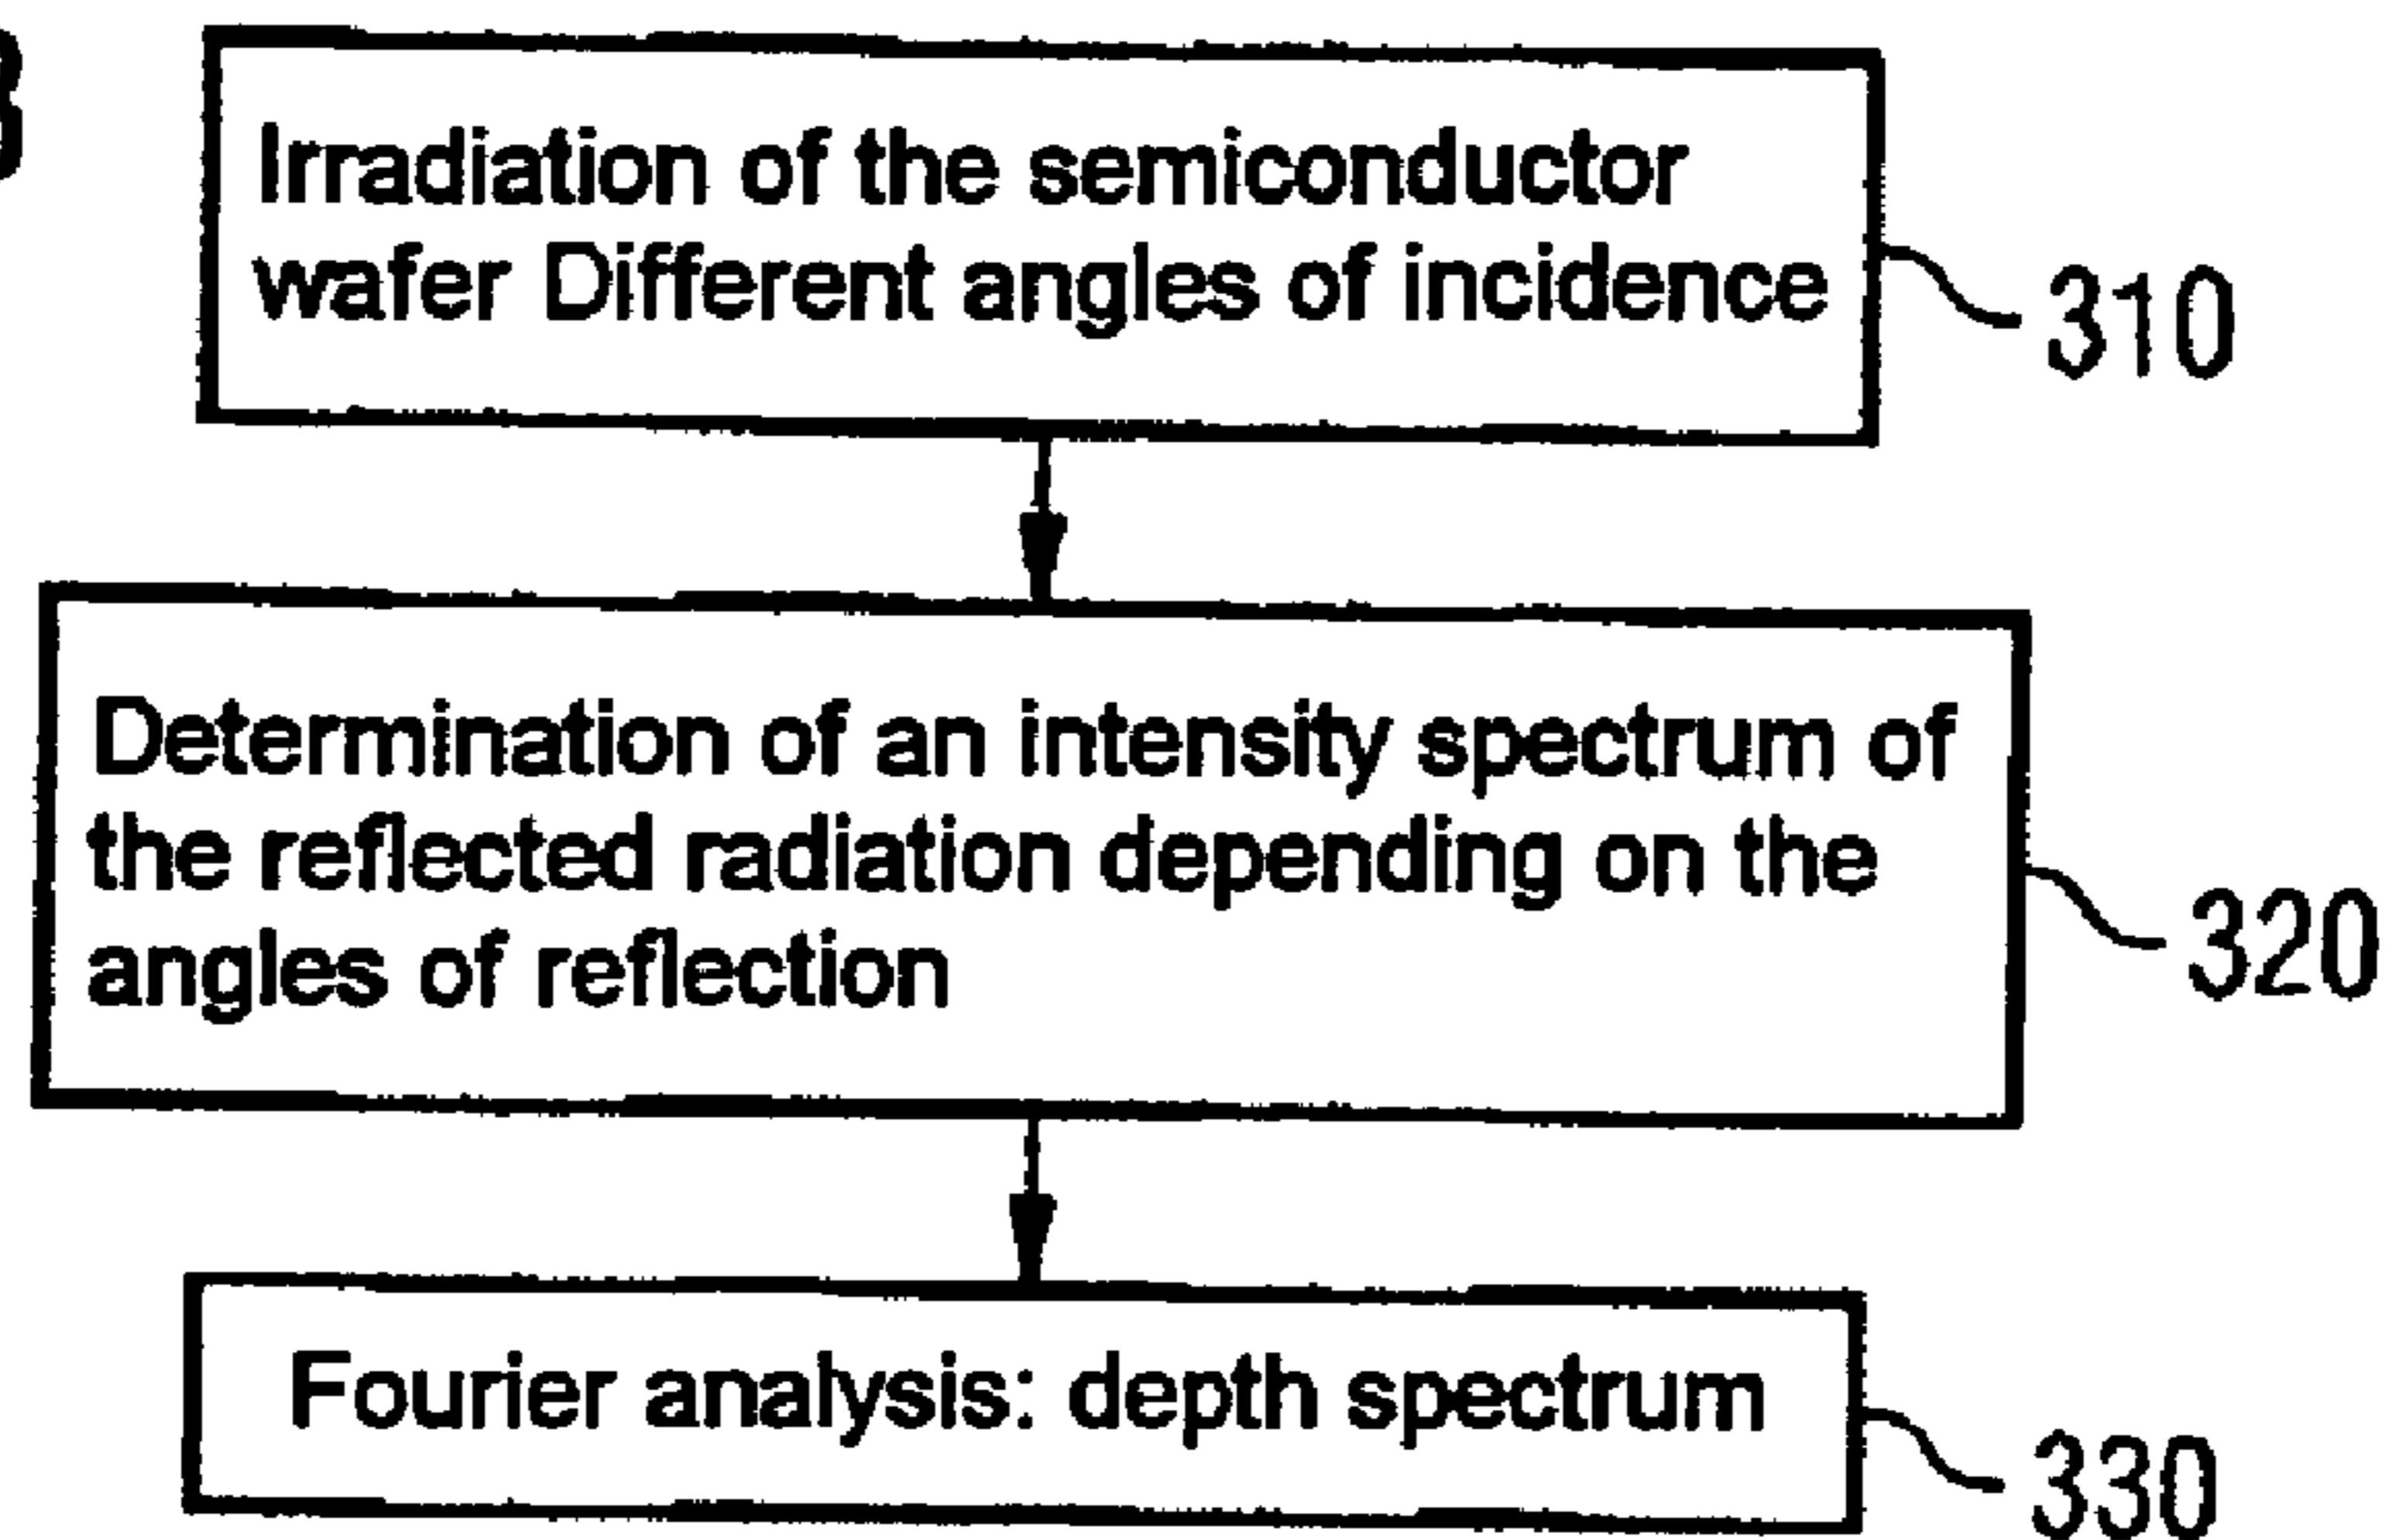 Irradiation of the semiconductor
wafer Different angles of incidence
310
Determination of an intensity spectrum of
the reflected radiation depending on the
angles of reflection
320
Fourier analysis: depth spectrum
330